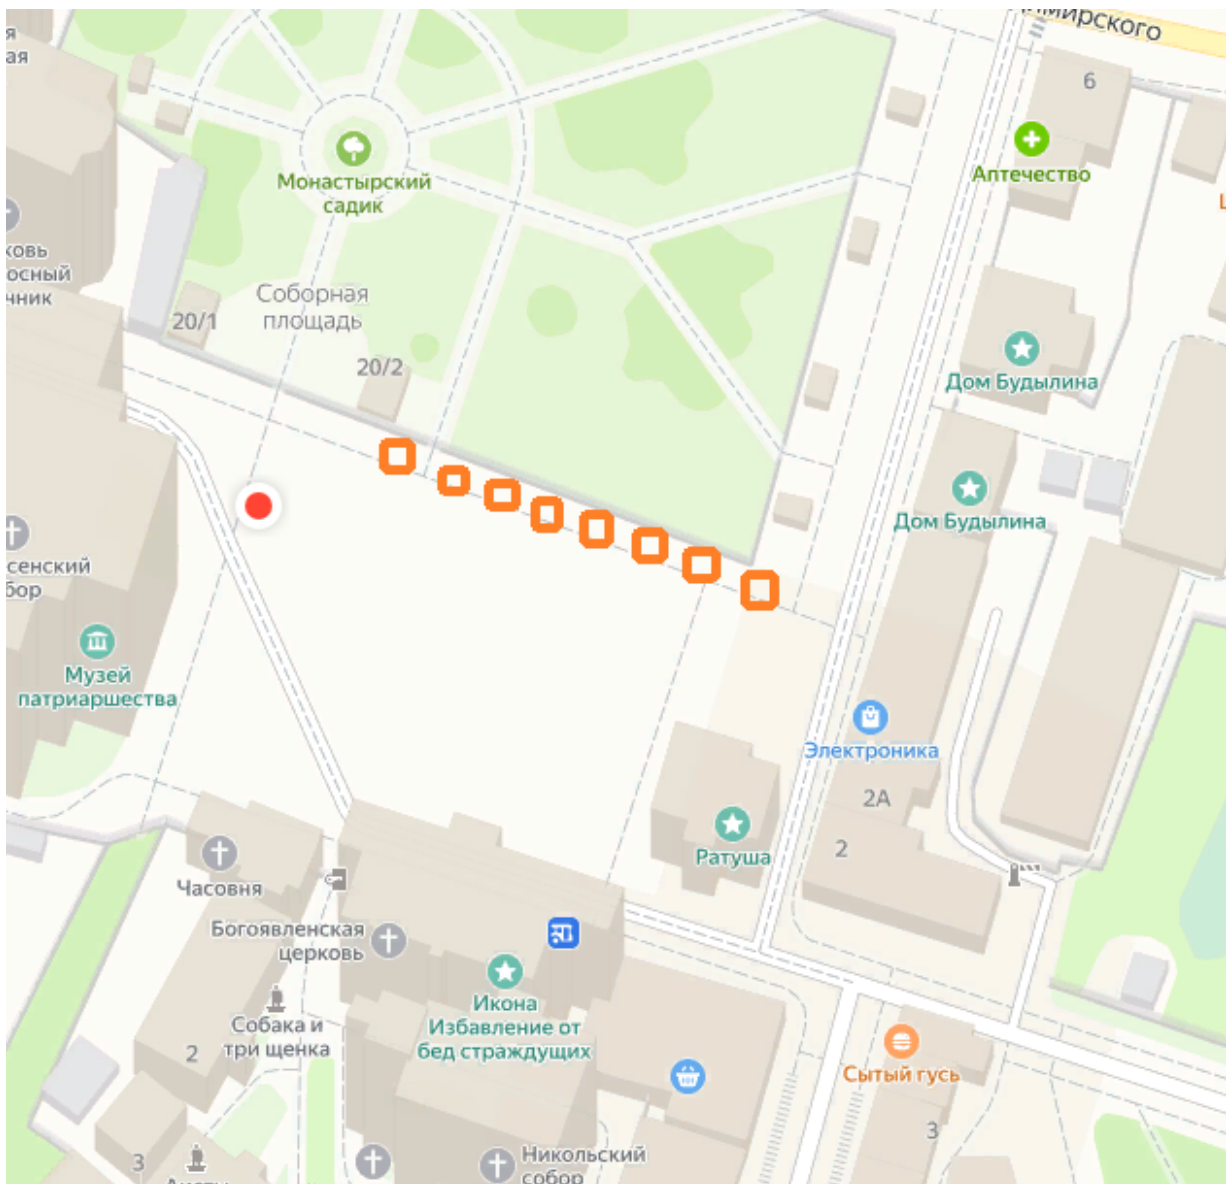 6
Аптечество
Монастырский
садик
Соборная
площадь
20/1
20/2
Дом Будылина
Дом Будылина
Музей
патриаршества
Электроника
2А
2
Ратуша
Часовня
Богоявленская
церковь
Икона
Избавление от
бед страждущих
Собака и
три щенка
2
Сытый гусь
3
3
Никольский
собор